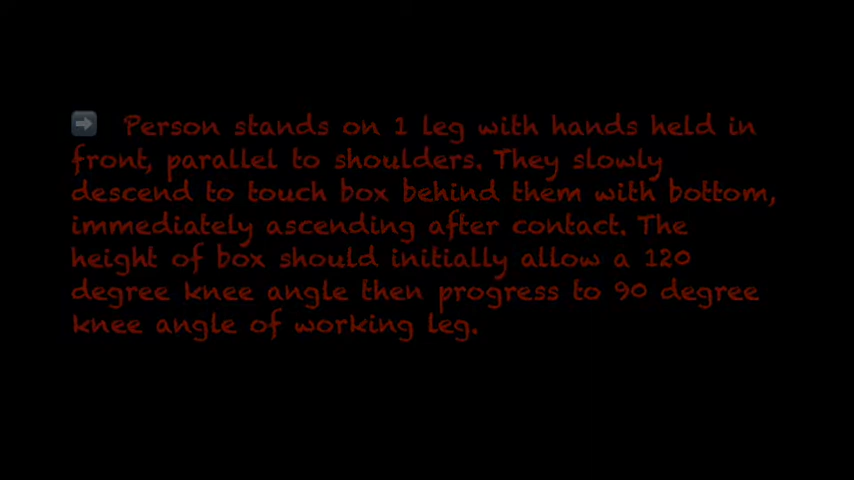 ➡ Person stands on 1 leg with hands held in
front, parallel to shoulders. They slowly
descend to touch box behind them with bottom,
immediately ascending after contact. The
height of box should initially allow a 120
degree knee angle then progress to 90 degree
knee angle of working leg.